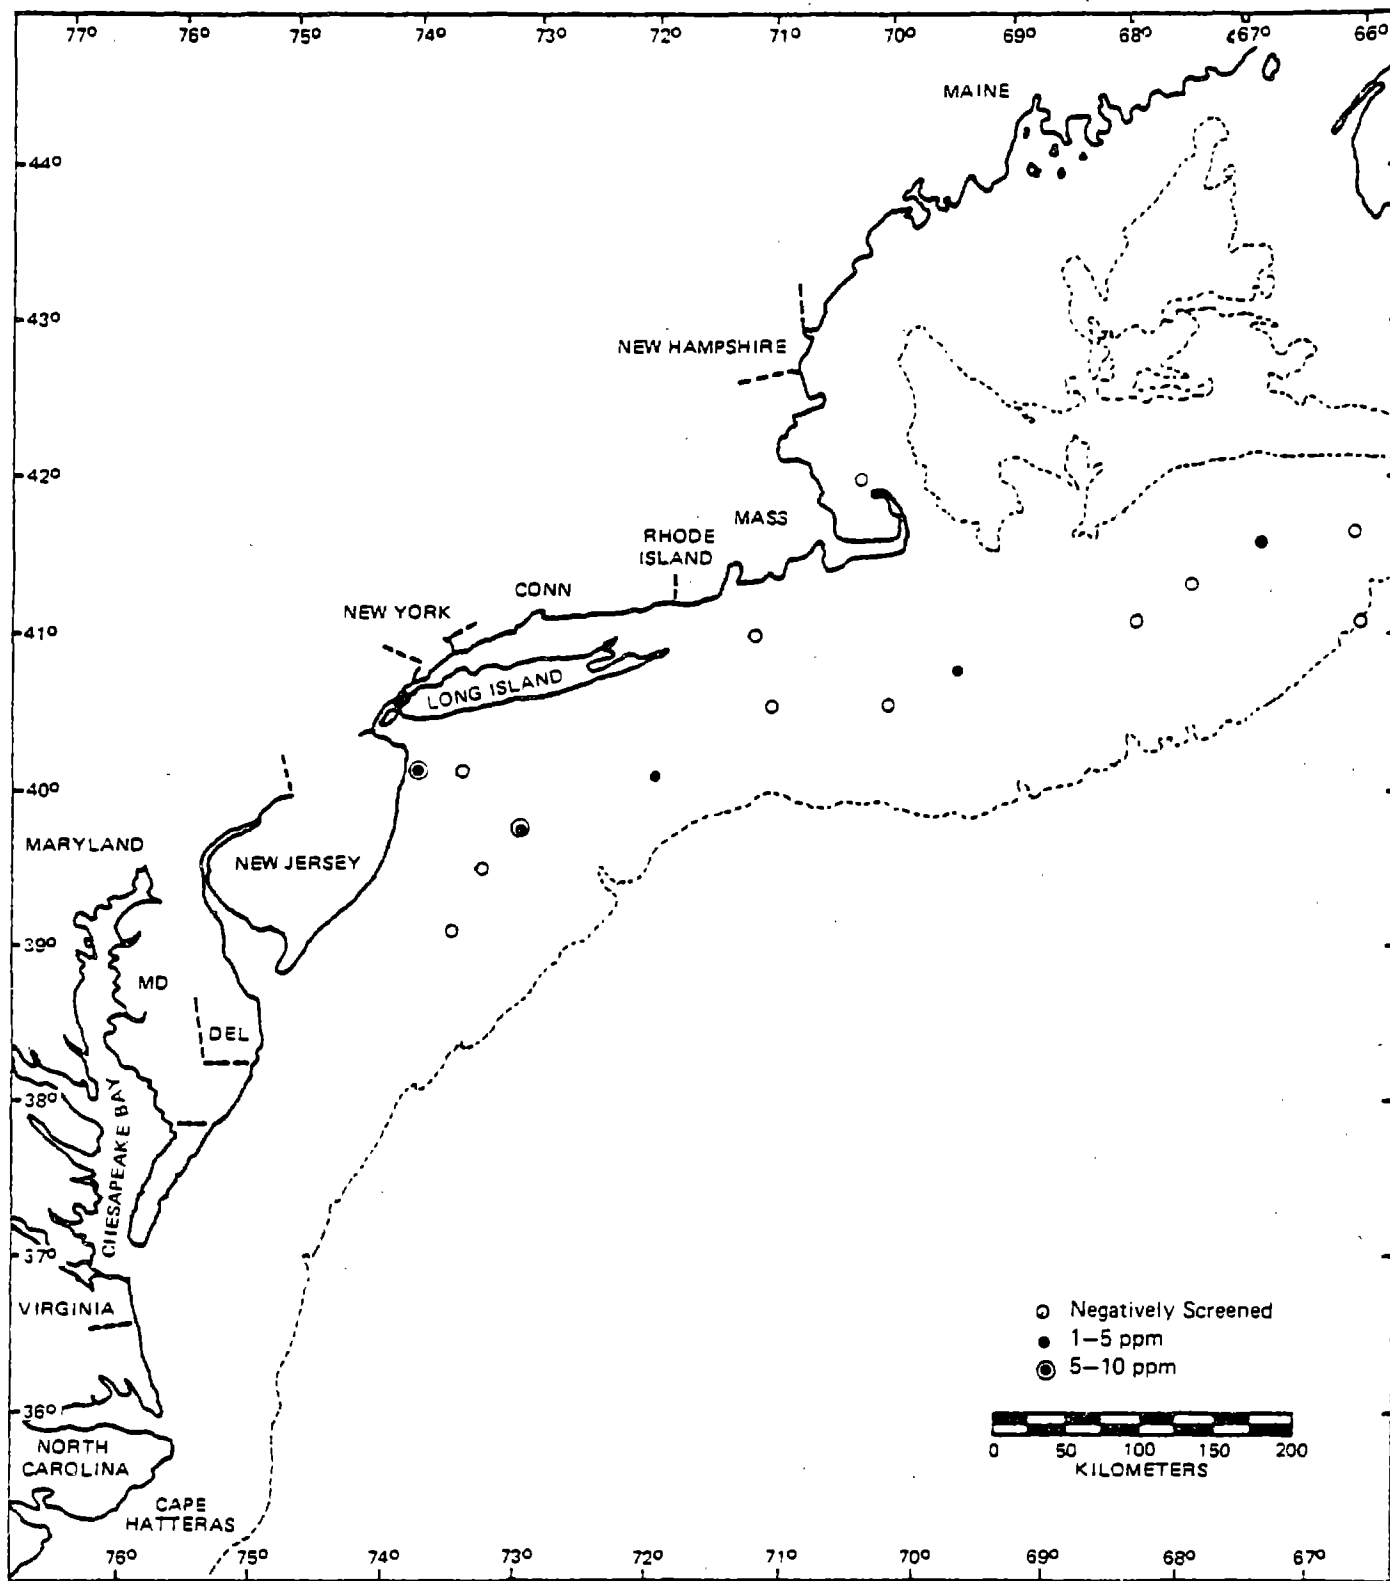 77° 76° 75° 74° 73° 72° 71° 70° 69° 68° 67° 66°
MAINE
44°
43°
NEW HAMPSHIRE
42°
MASS
RHODE
ISLAND
CONN
NEW YORK
41°
LONG ISLAND
40°
MARYLAND
NEW JERSEY
39°
MD
DEL
38°
CHESAPEAKE BAY
37°
VIRGINIA
O Negatively Screened
1–5 ppm
5–10 ppm
36°
NORTH
CAROLINA
0 50 100 150 200
KILOMETERS
CAPE
HATTERAS
76° 75° 74° 73° 72° 71° 70° 69° 68° 67°